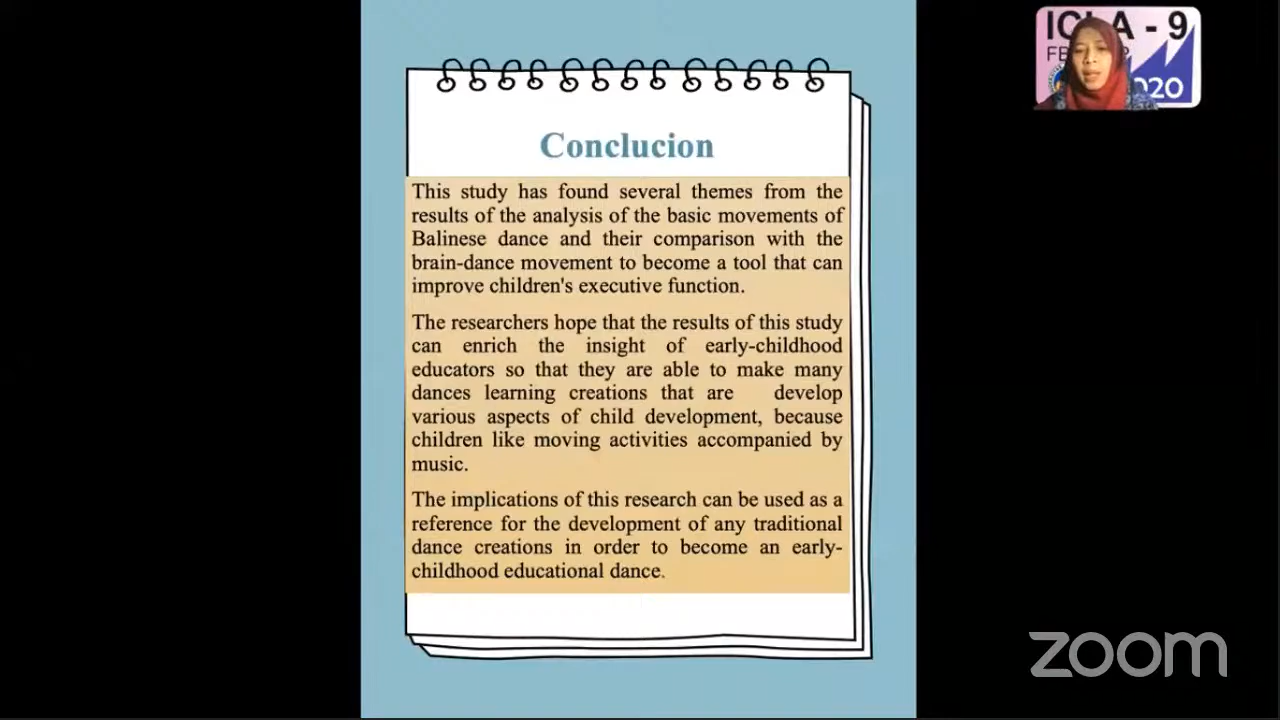 ICLA - 9
2020
Conclucion
This study has found several themes from the
results of the analysis of the basic movements of
Balinese dance and their comparison with the
brain-dance movement to become a tool that can
improve children's executive function.
The researchers hope that the results of this study
can enrich the insight of early-childhood
educators so that they are able to make many
dances learning creations that are develop
various aspects of child development, because
children like moving activities accompanied by
music.
The implications of this research can be used as a
reference for the development of any traditional
dance creations in order to become an early-
childhood educational dance.
zoom